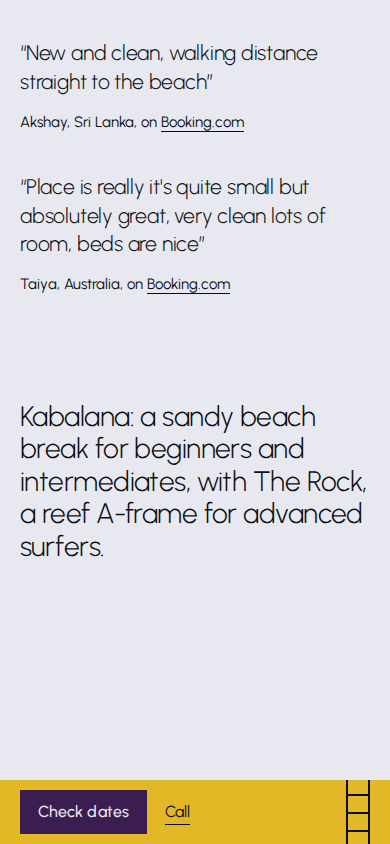 “New and clean, walking distance
straight to the beach”
Akshay, Sri Lanka, on Booking.com
“Place is really it's quite small but
absolutely great, very clean lots of
room, beds are nice”
Taiya, Australia, on Booking.com
Kabalana: a sandy beach
break for beginners and
intermediates, with The Rock,
a reef A-frame for advanced
surfers.
Check dates
Call